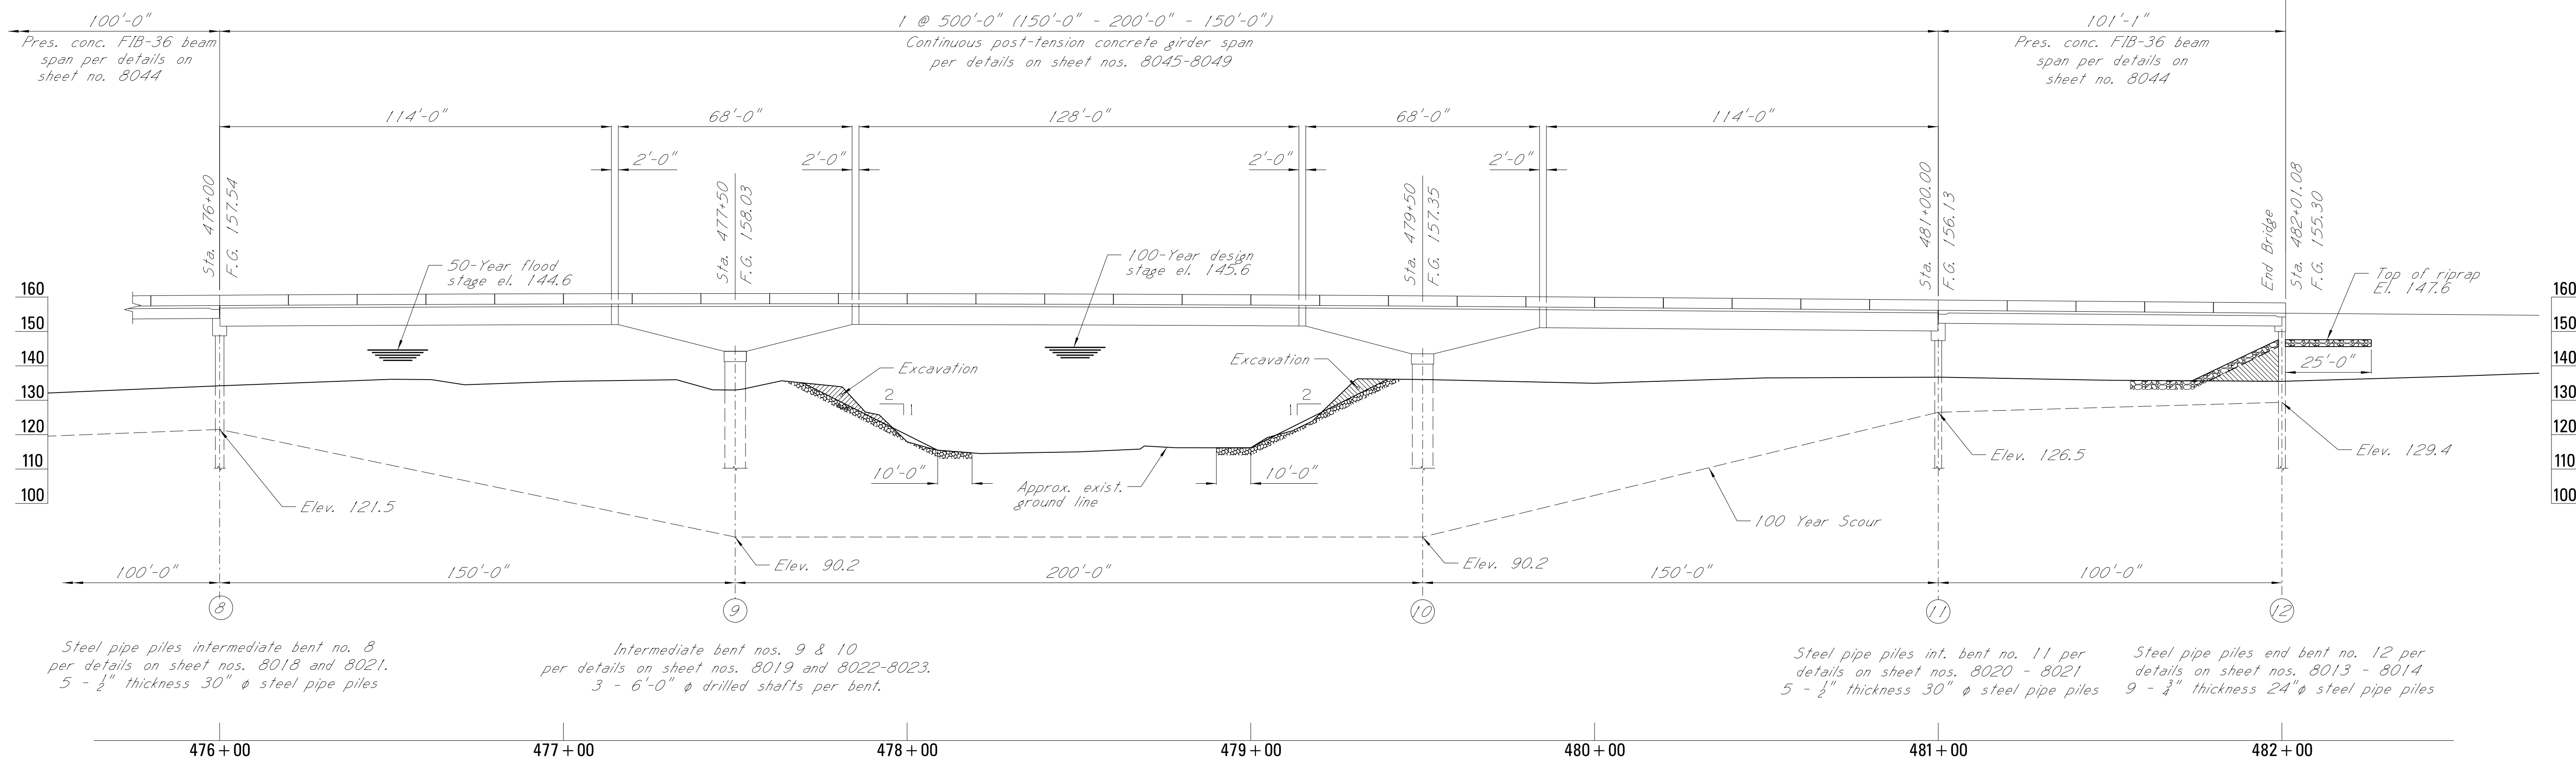 100'-0"
1 @ 500'-0" (150'-0" - 200'-0" - 150'-0")
101'-1"
Pres. conc. FIB-36 beam
span per details on
sheet no. 8044
Continuous post-tension concrete girder span
per details on sheet nos. 8045-8049
Pres. conc. FIB-36 beam
span per details on
sheet no. 8044
114'-0"
68'-0"
128'-0"
68'-0"
114'-0"
2'-0"
2'-0"
2'-0"
2'-0"
Sta. 476+00
F.G. 157.54
Sta. 477+50
F.G. 158.03
Sta. 479+50
F.G. 157.35
Sta. 481+00.00
F.G. 156.13
End Bridge
Sta. 482+01.08
F.G. 155.30
50-Year flood
stage el. 144.6
100-Year design
stage el. 145.6
Top of riprap
El. 147.6
160
150
140
130
120
110
100
160
150
140
130
120
110
100
Excavation
Excavation
25'-0"
2
1
2
1
10'-0"
10'-0"
Approx. exist.
ground line
Elev. 121.5
Elev. 90.2
Elev. 90.2
100 Year Scour
Elev. 126.5
Elev. 129.4
100'-0"
150'-0"
200'-0"
150'-0"
100'-0"
8
9
10
11
12
Steel pipe piles intermediate bent no. 8
per details on sheet nos. 8018 and 8021.
5 - 1/2" thickness 30" ϕ steel pipe piles
Intermediate bent nos. 9 & 10
per details on sheet nos. 8019 and 8022-8023.
3 - 6'-0" ϕ drilled shafts per bent.
Steel pipe piles int. bent no. 11 per
details on sheet nos. 8020 - 8021
5 - 1/2" thickness 30" ϕ steel pipe piles
Steel pipe piles end bent no. 12 per
details on sheet nos. 8013 - 8014
9 - 3/4" thickness 24"ϕ steel pipe piles
476+00
477+00
478+00
479+00
480+00
481+00
482+00